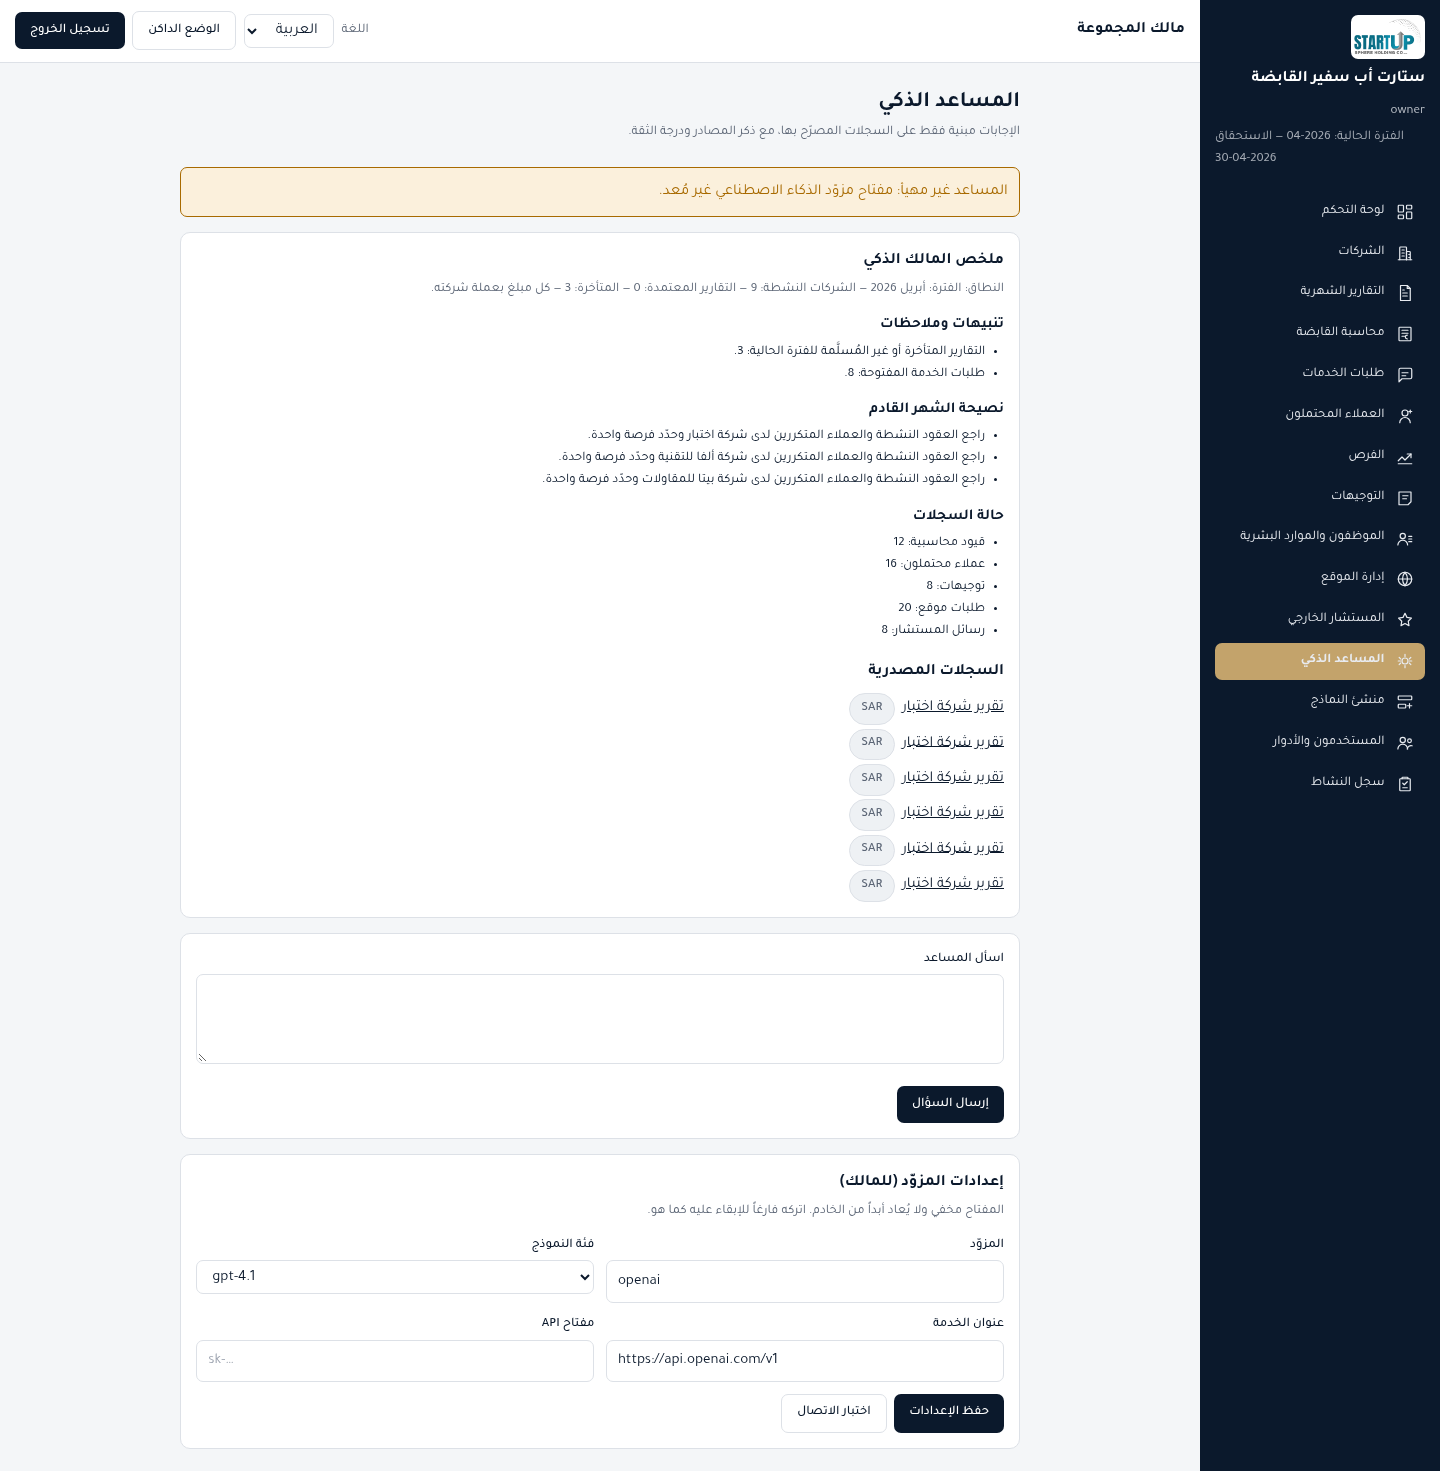 STARTUP
SPHERE HOLDING CO...
ستارت أب سفير القابضة
owner
الفترة الحالية: 2026-04 – الاستحقاق
30-04-2026
لوحة التحكم
الشركات
التقارير الشهرية
محاسبة القابضة
طلبات الخدمات
العملاء المحتملون
الفرص
التوجيهات
الموظفون والموارد البشرية
إدارة الموقع
المستشار الخارجي
المساعد الذكي
منشئ النماذج
المستخدمون والأدوار
سجل النشاط
مالك المجموعة
اللغة
العربية
الوضع الداكن
تسجيل الخروج
المساعد الذكي
الإجابات مبنية فقط على السجلات المصرّح بها، مع ذكر المصادر ودرجة الثقة.
المساعد غير مهيأ: مفتاح مزوّد الذكاء الاصطناعي غير مُعد.
ملخص المالك الذكي
النطاق: الفترة: أبريل 2026 – الشركات النشطة: 9 – التقارير المعتمدة: 0 – المتأخرة: 3 – كل مبلغ بعملة شركته.
تنبيهات وملاحظات
• التقارير المتأخرة أو غير المُسلَّمة للفترة الحالية: 3.
• طلبات الخدمة المفتوحة: 8.
نصيحة الشهر القادم
• راجع العقود النشطة والعملاء المتكررين لدى شركة اختبار وحدّد فرصة واحدة.
• راجع العقود النشطة والعملاء المتكررين لدى شركة ألفا للتقنية وحدّد فرصة واحدة.
• راجع العقود النشطة والعملاء المتكررين لدى شركة بيتا للمقاولات وحدّد فرصة واحدة.
حالة السجلات
• قيود محاسبية: 12
• عملاء محتملون: 16
• توجيهات: 8
• طلبات موقع: 20
• رسائل المستشار: 8
السجلات المصدرية
تقرير شركة اختبار SAR
تقرير شركة اختبار SAR
تقرير شركة اختبار SAR
تقرير شركة اختبار SAR
تقرير شركة اختبار SAR
تقرير شركة اختبار SAR
اسأل المساعد
إرسال السؤال
إعدادات المزوّد (للمالك)
المفتاح مخفي ولا يُعاد أبداً من الخادم. اتركه فارغاً للإبقاء عليه كما هو.
المزوّد
openai
فئة النموذج
gpt-4.1
عنوان الخدمة
https://api.openai.com/v1
مفتاح API
sk-...
حفظ الإعدادات
اختبار الاتصال